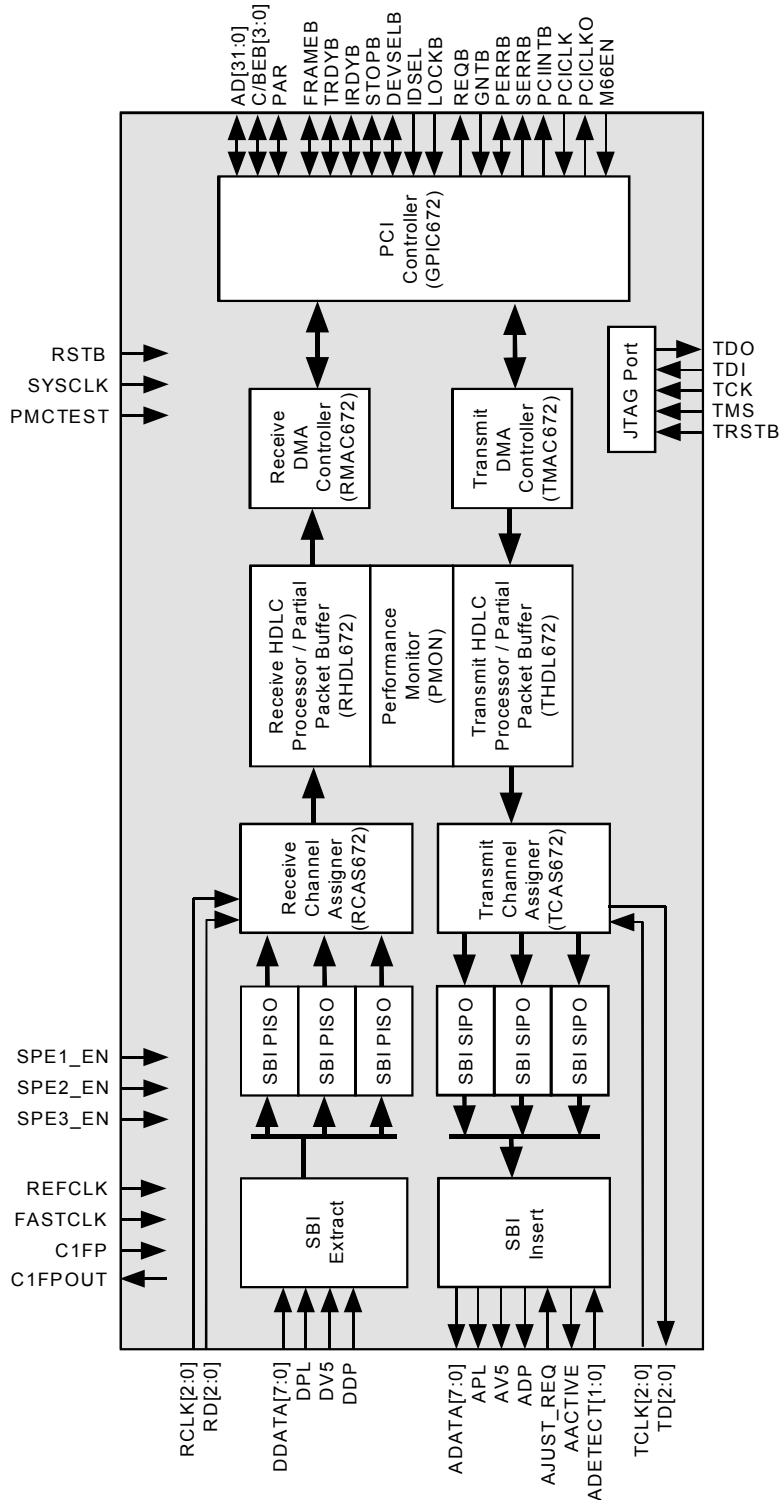 AD[31:0]
C/BEB[3:0]
PAR
FRAMEB
TRDYB
IRDYB
STOPB
DEVSELB
IDSEL
LOCKB
REQB
GNTB
PERRB
SERRB
PCIINTB
PCICLK
PCICLKO
M66EN
PCI
Controller
(GPIC672)
RSTB
SYSCLK
PMCTEST
Receive
DMA
Controller
(RMAC672)
Transmit
DMA
Controller
(TMAC672)
JTAG Port
TDO
TDI
TCK
TMS
TRSTB
Receive HDLC
Processor / Partial
Packet Buffer
(RHDL672)
Performance
Monitor
(PMON)
Transmit HDLC
Processor / Partial
Packet Buffer
(THDL672)
Receive
Channel
Assigner
(RCAS672)
Transmit
Channel
Assigner
(TCAS672)
SBI PISO
SBI PISO
SBI PISO
SBI SIPO
SBI SIPO
SBI SIPO
SPE1_EN
SPE2_EN
SPE3_EN
REFCLK
FASTCLK
C1FP
C1FPOUT
SBI
Extract
SBI
Insert
RCLK[2:0]
RD[2:0]
DDATA[7:0]
DPL
DV5
DDP
ADATA[7:0]
APL
AV5
ADP
AJUST_REQ
AACTIVE
ADETECT[1:0]
TCLK[2:0]
TD[2:0]